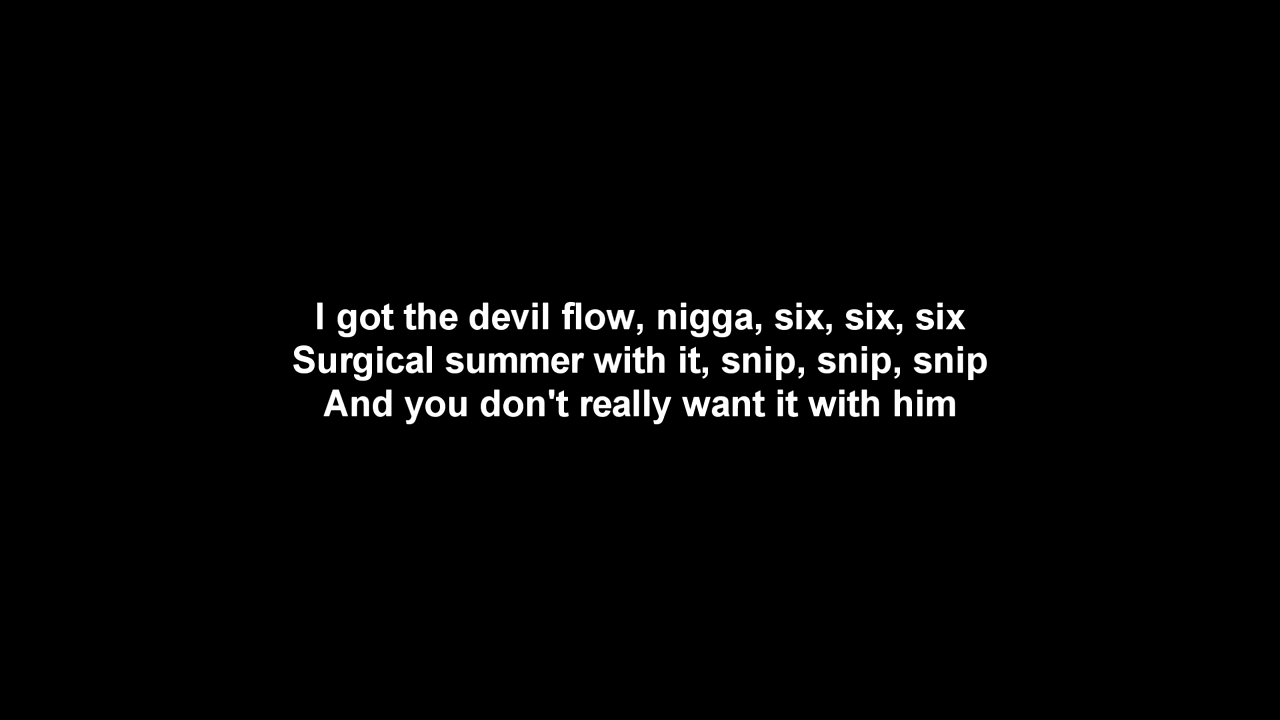 I got the devil flow, nigga, six, six, six
Surgical summer with it, snip, snip, snip
And you don't really want it with him